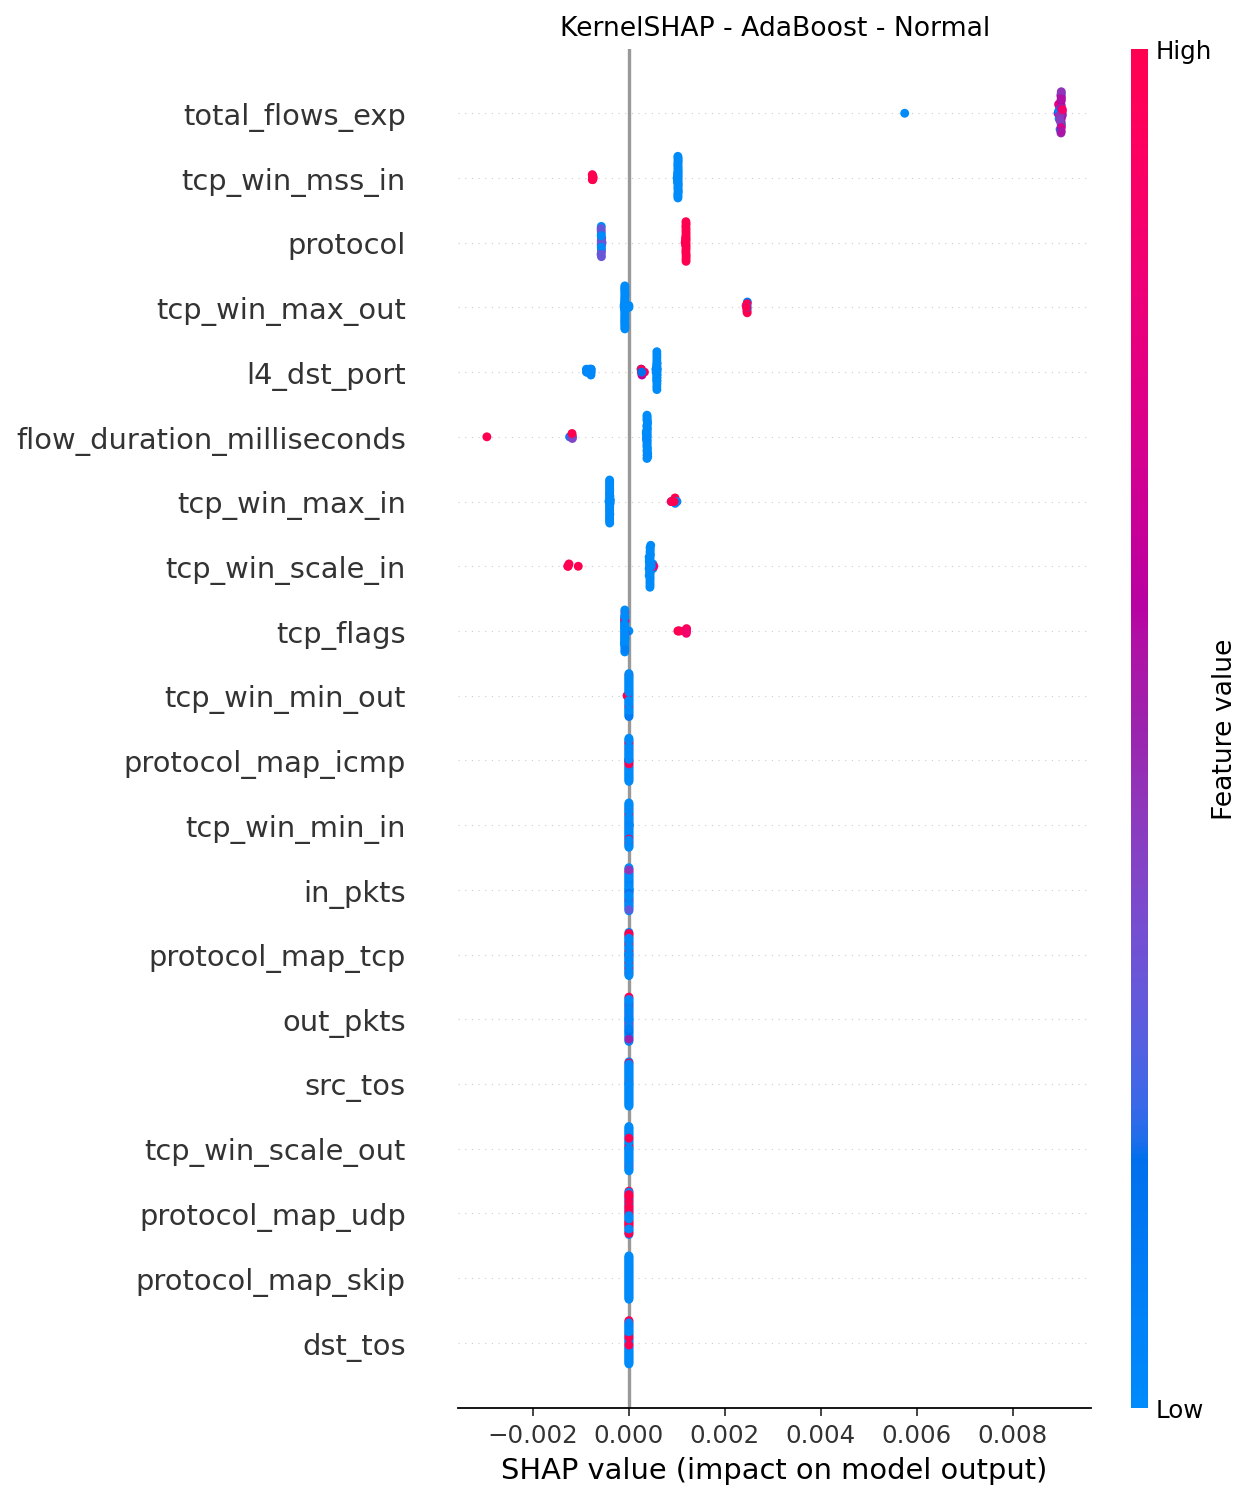 KernelSHAP - AdaBoost - Normal
High
total_flows_exp
tcp_win_mss_in
protocol
tcp_win_max_out
l4_dst_port
flow_duration_milliseconds
tcp_win_max_in
tcp_win_scale_in
tcp_flags
tcp_win_min_out
protocol_map_icmp
tcp_win_min_in
in_pkts
protocol_map_tcp
out_pkts
src_tos
tcp_win_scale_out
protocol_map_udp
protocol_map_skip
dst_tos
Feature value
Low
−0.002 0.000 0.002 0.004 0.006 0.008
SHAP value (impact on model output)